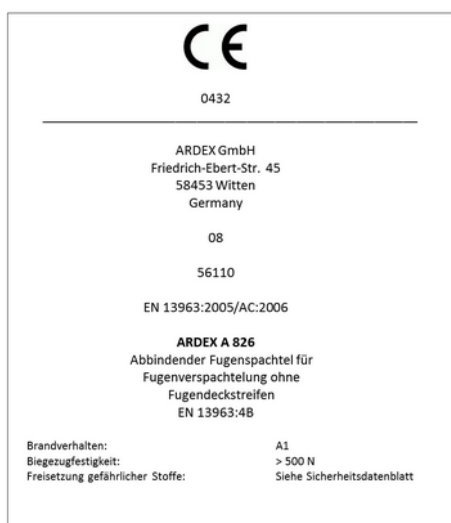 CE
0432
ARDEX GmbH
Friedrich-Ebert-Str. 45
58453 Witten
Germany
08
56110
EN 13963:2005/AC:2006
ARDEX A 826
Abbindender Fugenspachtel für
Fugenverspachtelung ohne
Fugendeckstreifen
EN 13963:4B
Brandverhalten: A1
Biegezugfestigkeit: > 500 N
Freisetzung gefährlicher Stoffe: Siehe Sicherheitsdatenblatt